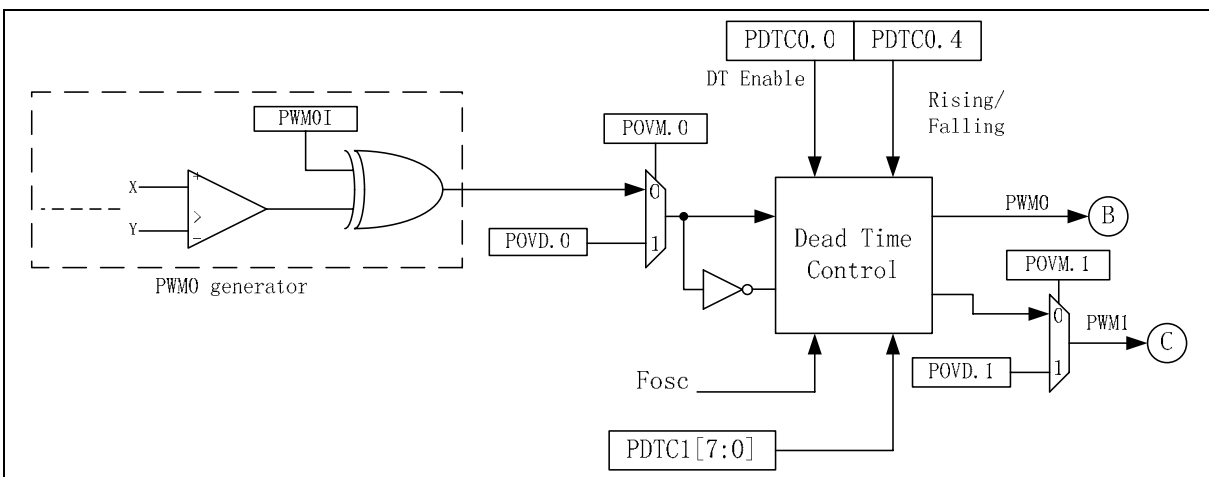 PDTC0.0 PDTC0.4
DT Enable
Rising/
Falling
PWM0I
POVM.0
X
+
>
Y
−
0
1
POVD.0
PWM0 generator
Dead Time
Control
PWM0
B
POVM.1
0
1
PWM1
C
POVD.1
Fosc
PDTC1[7:0]